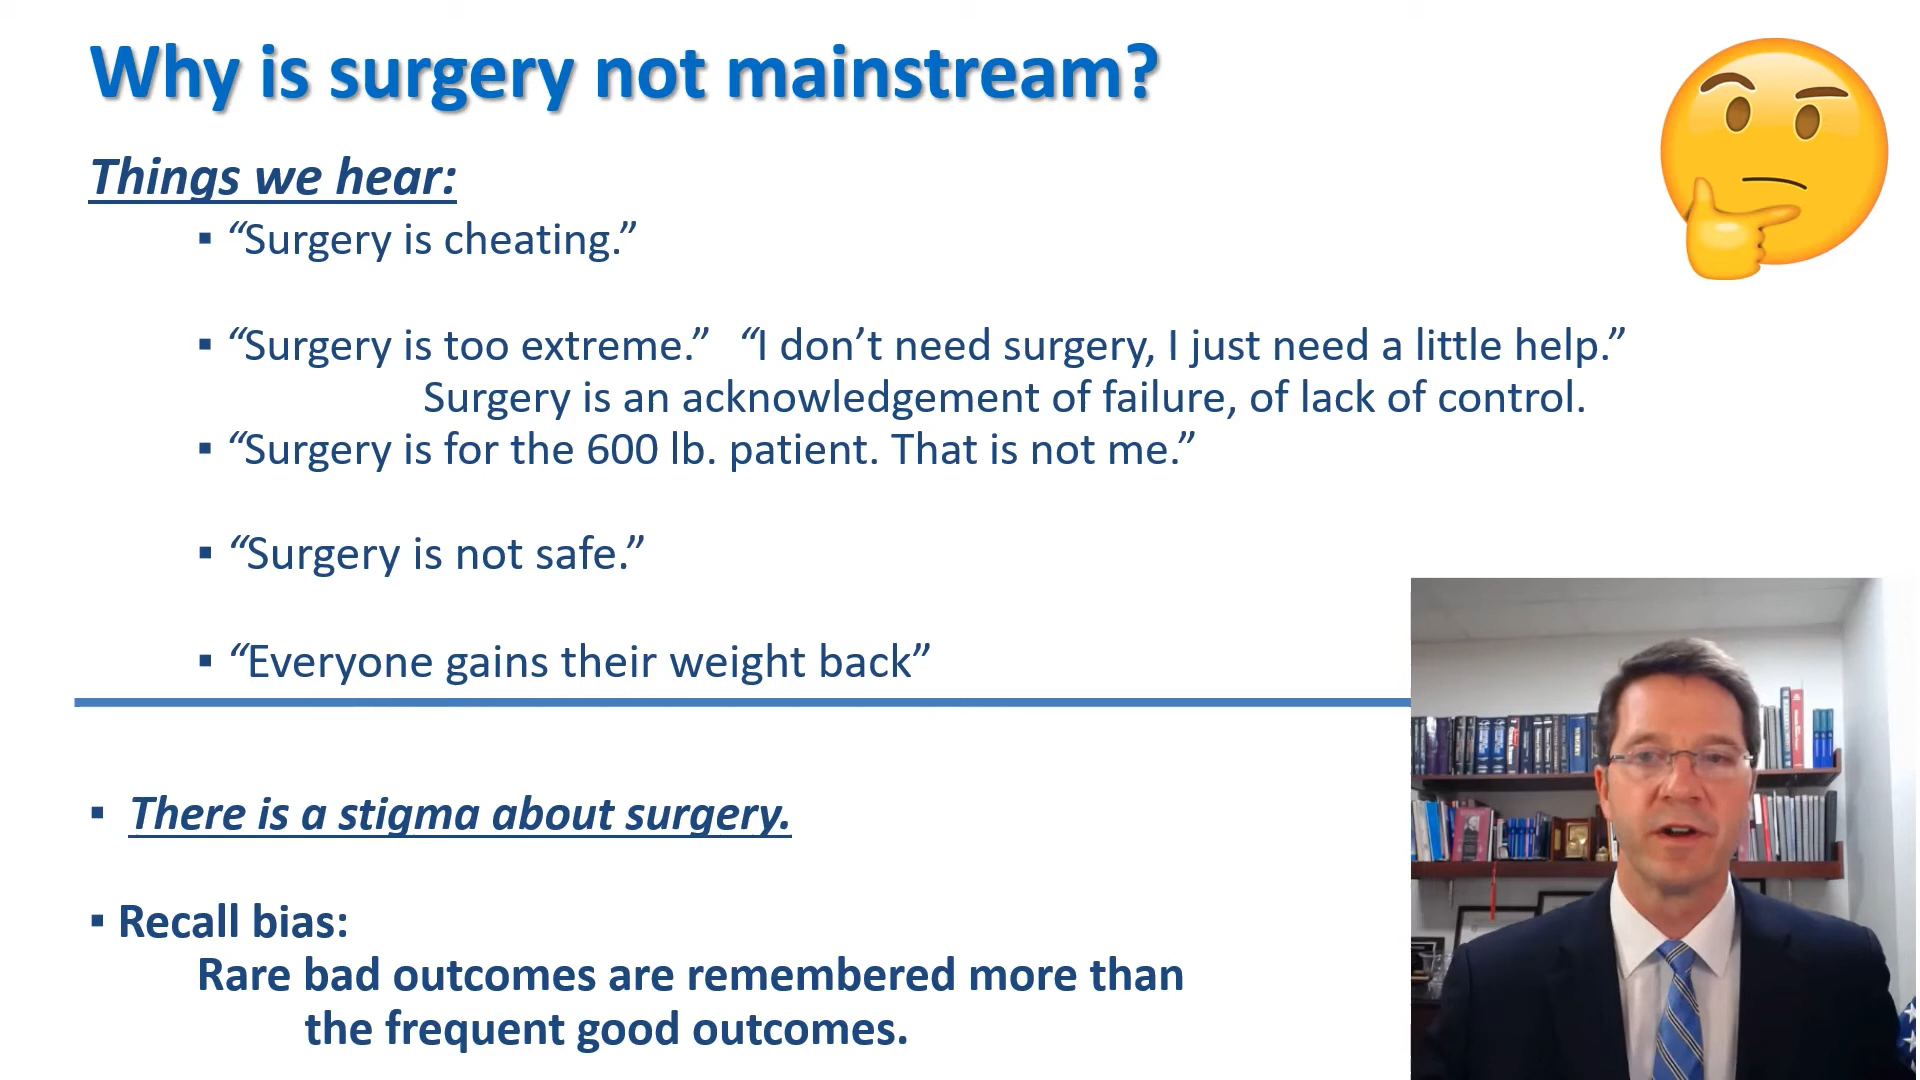 Why is surgery not mainstream?
Things we hear:
▪ “Surgery is cheating.”
▪ “Surgery is too extreme.” “I don’t need surgery, I just need a little help.”
Surgery is an acknowledgement of failure, of lack of control.
▪ “Surgery is for the 600 lb. patient. That is not me.”
▪ “Surgery is not safe.”
▪ “Everyone gains their weight back”
▪ There is a stigma about surgery.
▪ Recall bias:
Rare bad outcomes are remembered more than
the frequent good outcomes.